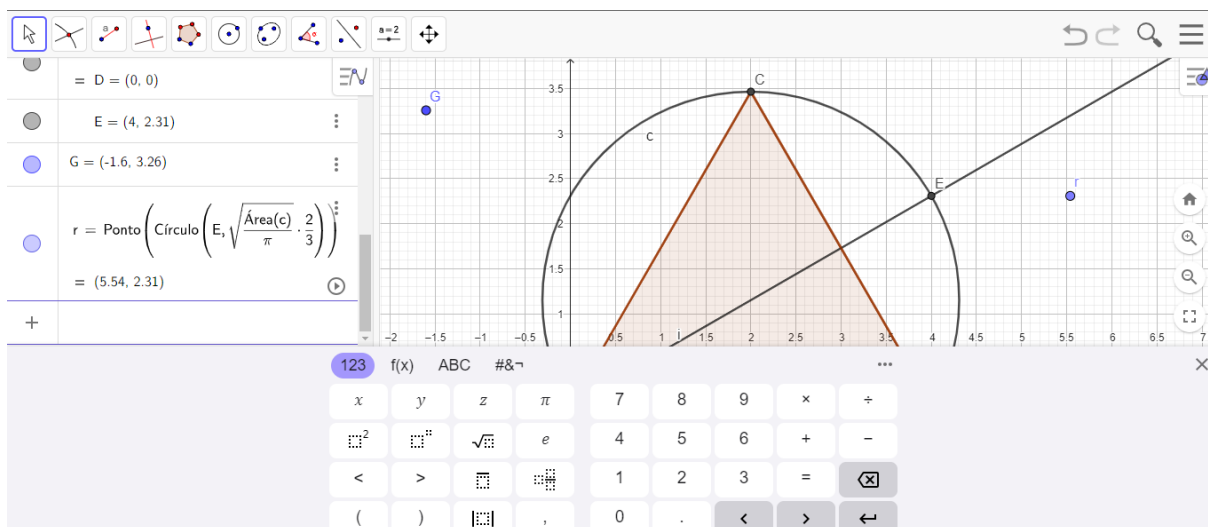 a=2
= D = (0, 0)
E = (4, 2.31)
G = (-1.6, 3.26)
r = Ponto(Círculo(E, √(Área(c)/π) · 2/3))
= (5.54, 2.31)
+
3.5
3
2.5
2
1.5
1
−2 −1.5 −1 −0.5 0.5 1 1.5 2 2.5 3 3.5 4 4.5 5 5.5 6 6.5 7
G
C
c
E
r
i
123 f(x) ABC #&¬
x y z π 7 8 9 × ÷
e 4 5 6 + −
< > 1 2 3 =
( ) , 0 . < >